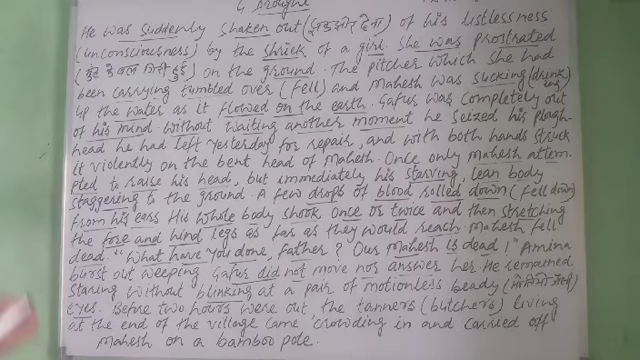 Drought
He was suddenly shaken out (झकझोर देना) of his listlessness
(unconsciousness) by the shrick of a girl. She was prostrated
(मुंह के बल गिरी हुई) on the ground. The pitcher which she had
been carrying tumbled over (fell) and Mahesh was sucking (drink
ing) up the water as it flowed on the earth. Gafur was completely out
of his mind without waiting another moment he seized his plough-
head he had left yesterday for repair, and with both hands struck
it violently on the bent head of Mahesh. Once only Mahesh attem-
pted to raise his head, but immediately his starving, lean body
staggering to the ground. A few drops of blood rolled down (fell down)
from his ears His whole body shook once or twice and then stretching
the fore and hind legs as far as they would reach Mahesh fell
dead. "What have you done, Father? Our Mahesh is dead!" Amina
burst out weeping Gafur did not move nor answer her He remained
staring without blinking at a pair of motionless beady
eyes. Before two hours were out the tanners (butchers) living
at the end of the village came crowding in and carried off
Mahesh on a bamboo pole.